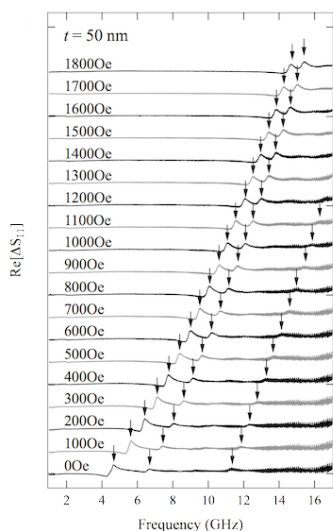 t = 50 nm
1800Oe
1700Oe
1600Oe
1500Oe
1400Oe
1300Oe
1200Oe
1100Oe
1000Oe
900Oe
800Oe
700Oe
600Oe
500Oe
400Oe
300Oe
200Oe
100Oe
0Oe
Re[ΔS₁₁]
2 4 6 8 10 12 14 16
Frequency (GHz)